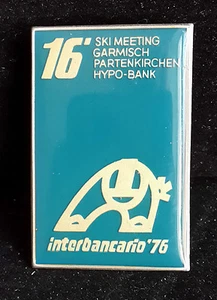 16° SKI MEETING
GARMISCH
PARTENKIRCHEN
HYPO-BANK
interbancario '76